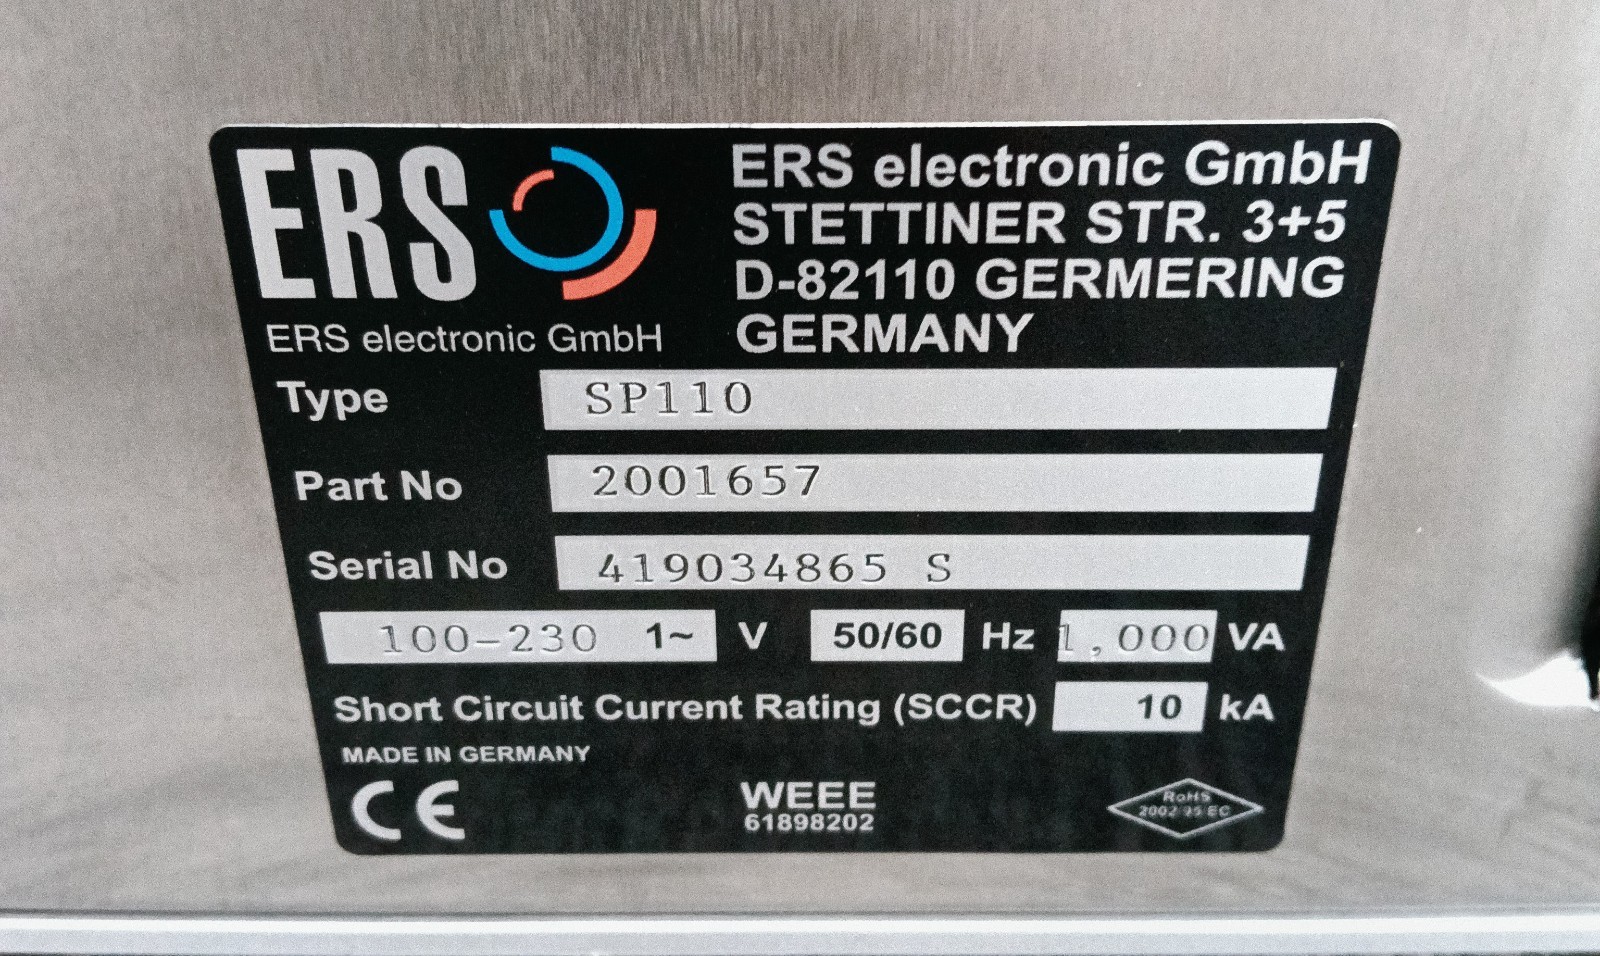 ERS
ERS electronic GmbH
ERS electronic GmbH
STETTINER STR. 3+5
D-82110 GERMERING
GERMANY
Type SP110
Part No 2001657
Serial No 419034865 S
100-230 1~ V 50/60 Hz 1,000 VA
Short Circuit Current Rating (SCCR) 10 kA
MADE IN GERMANY
CE
WEEE
61898202
RoHS
2002 95 EC